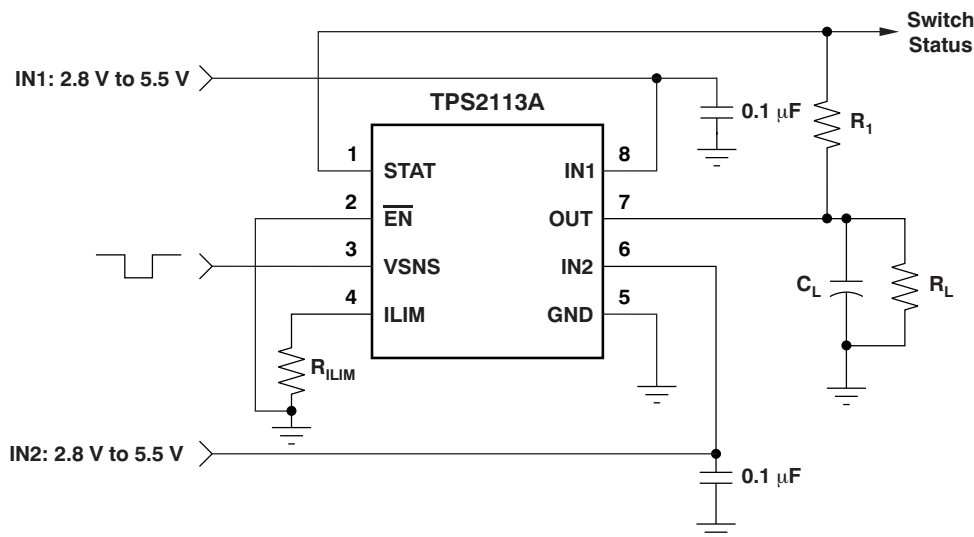 Switch
Status
IN1: 2.8 V to 5.5 V
TPS2113A
0.1 μF
R1
1
STAT
IN1
8
2
EN
OUT
7
3
VSNS
IN2
6
4
ILIM
GND
5
CL
RL
RILIM
IN2: 2.8 V to 5.5 V
0.1 μF